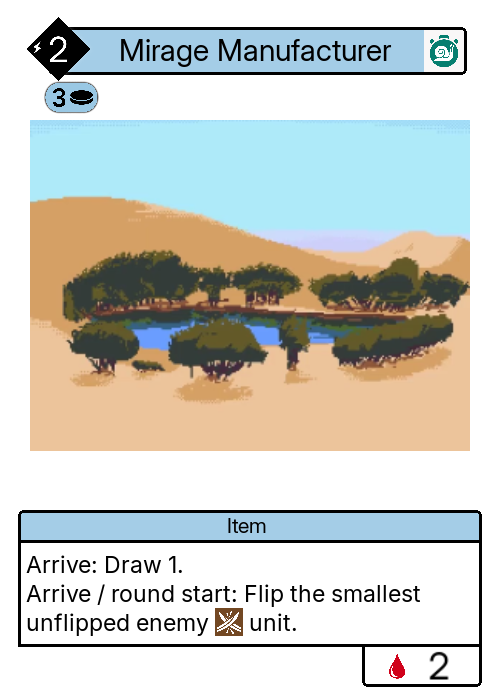 2
Mirage Manufacturer
3
Item
Arrive: Draw 1.
Arrive / round start: Flip the smallest
unflipped enemy unit.
2